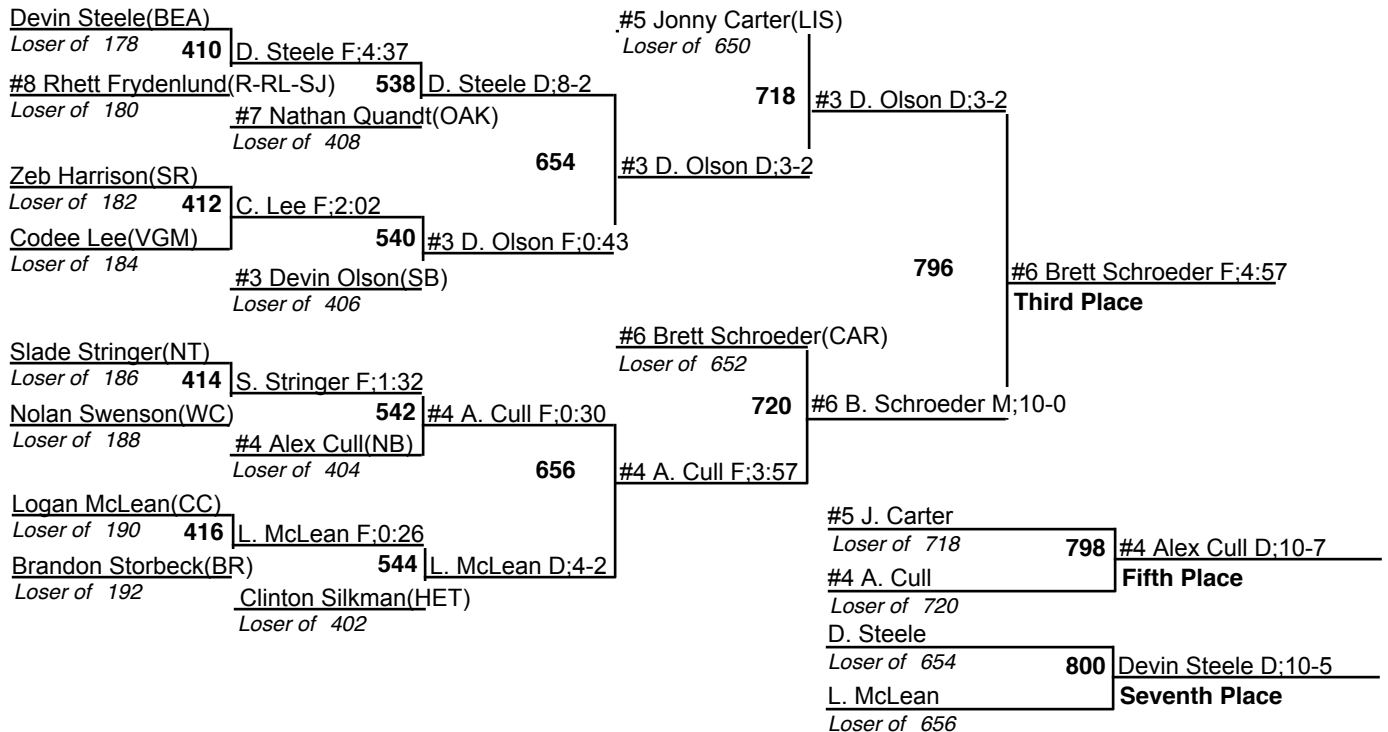 Devin Steele(BEA)
Loser of 178
410
D. Steele F;4:37
#8 Rhett Frydenlund(R-RL-SJ)
Loser of 180
538
D. Steele D;8-2
#7 Nathan Quandt(OAK)
Loser of 408
654
Zeb Harrison(SR)
Loser of 182
412
C. Lee F;2:02
Codee Lee(VGM)
Loser of 184
540
#3 D. Olson F;0:43
#3 Devin Olson(SB)
Loser of 406
#5 Jonny Carter(LIS)
Loser of 650
718
#3 D. Olson D;3-2
#3 D. Olson D;3-2
796
#6 Brett Schroeder F;4:57
Third Place
Slade Stringer(NT)
Loser of 186
414
S. Stringer F;1:32
Nolan Swenson(WC)
Loser of 188
542
#4 A. Cull F;0:30
#4 Alex Cull(NB)
Loser of 404
656
#4 A. Cull F;3:57
Logan McLean(CC)
Loser of 190
416
L. McLean F;0:26
Brandon Storbeck(BR)
Loser of 192
544
L. McLean D;4-2
Clinton Silkman(HET)
Loser of 402
#6 Brett Schroeder(CAR)
Loser of 652
720
#6 B. Schroeder M;10-0
#5 J. Carter
Loser of 718
798
#4 Alex Cull D;10-7
#4 A. Cull
Fifth Place
Loser of 720
D. Steele
Loser of 654
800
Devin Steele D;10-5
L. McLean
Seventh Place
Loser of 656